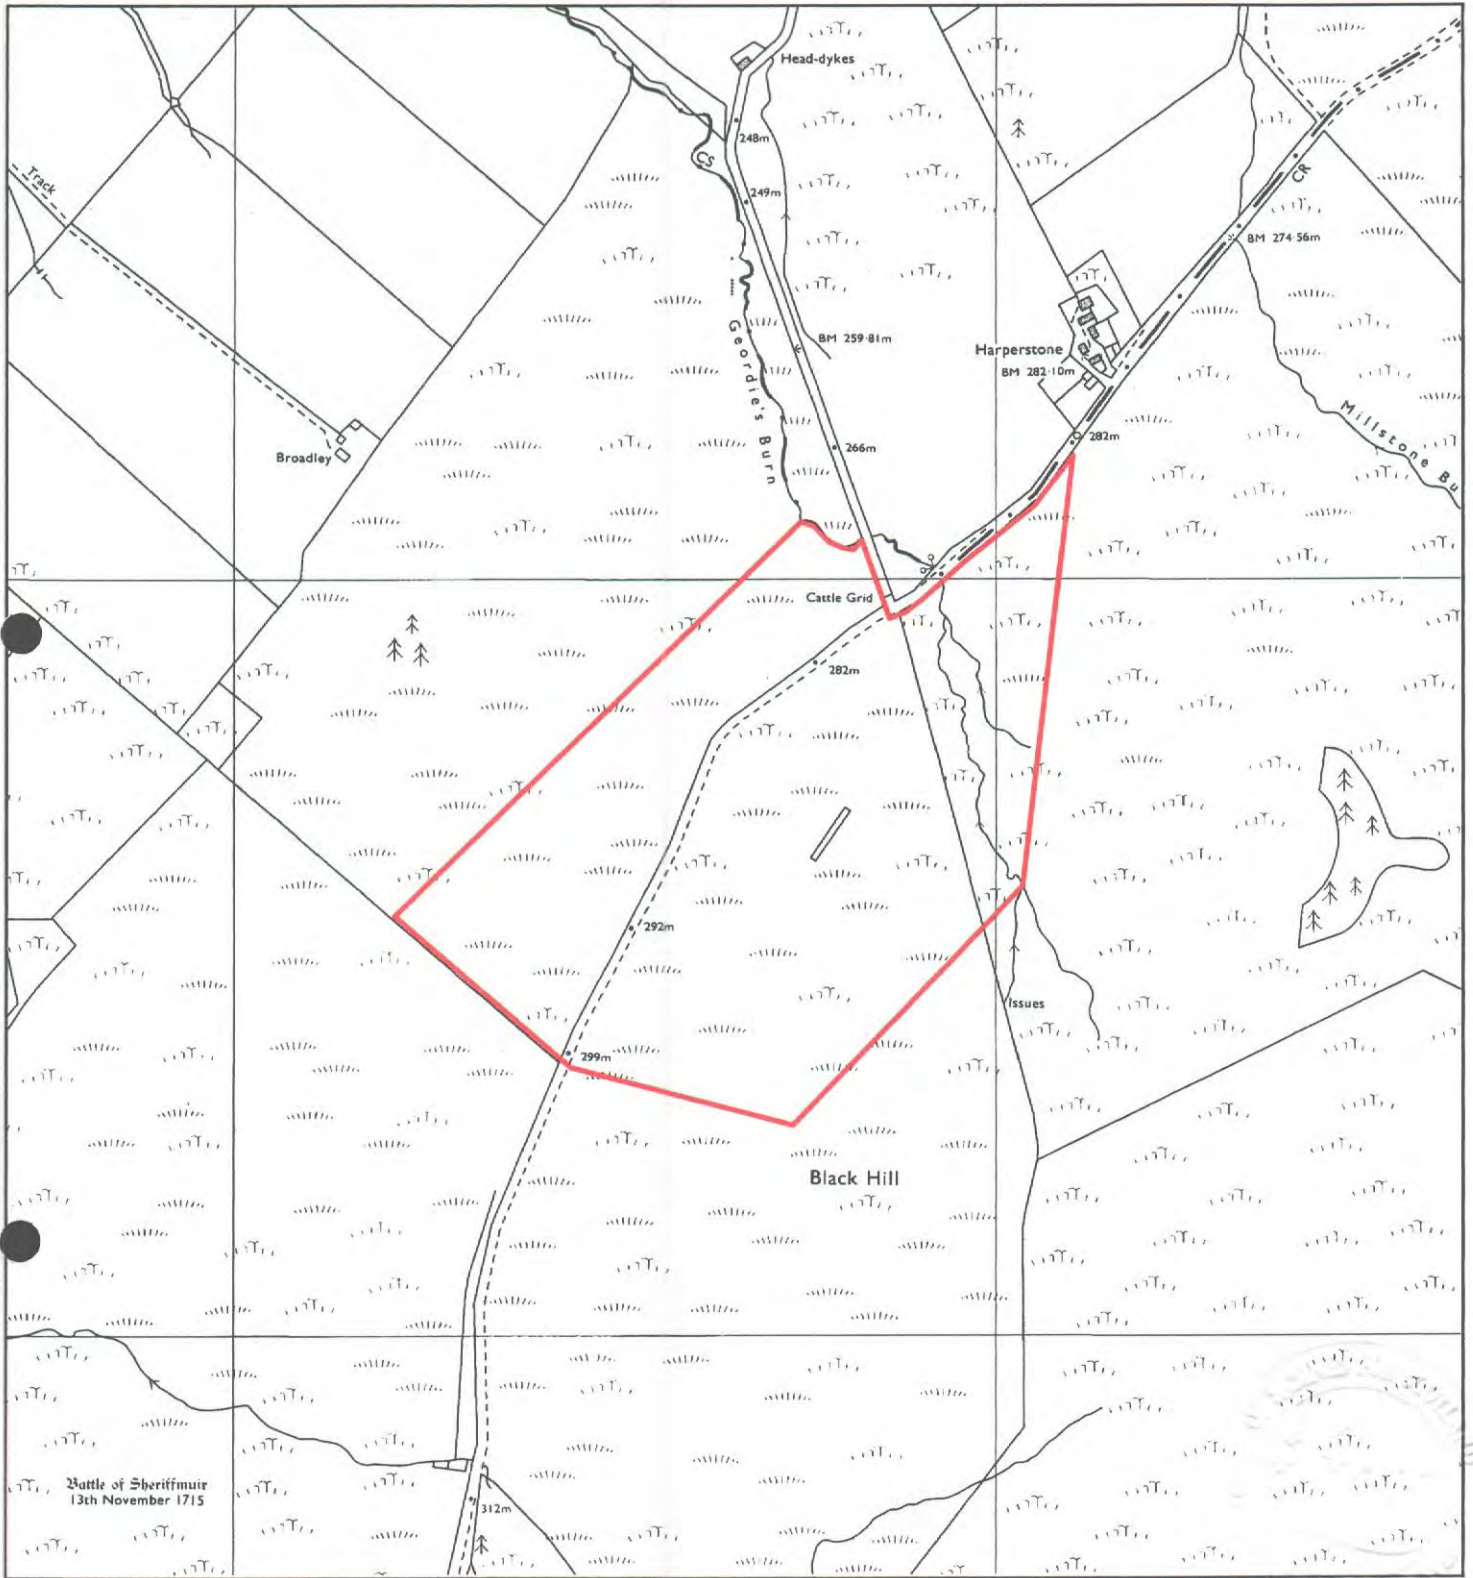 Head-dykes
248m
CS
Track
249m
CR
BM 274·56m
Geordie's Burn
BM 259·81m
Harperstone
BM 282·10m
Millstone Bu
282m
266m
Broadley
Cattle Grid
282m
292m
Issues
299m
Black Hill
Battle of Sheriffmuir
13th November 1715
312m